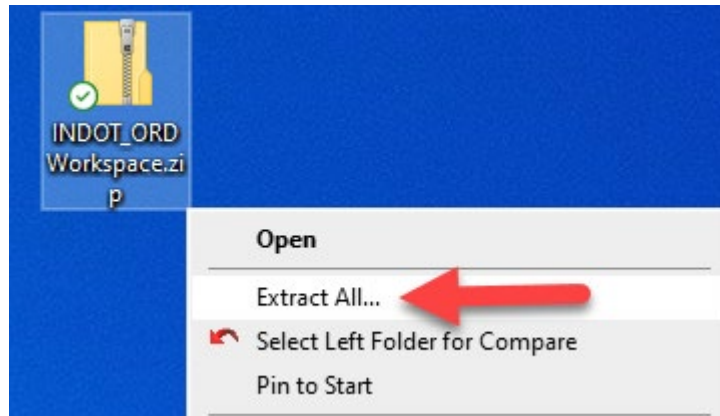 INDOT_ORD
Workspace.zi
p
Open
Extract All...
Select Left Folder for Compare
Pin to Start